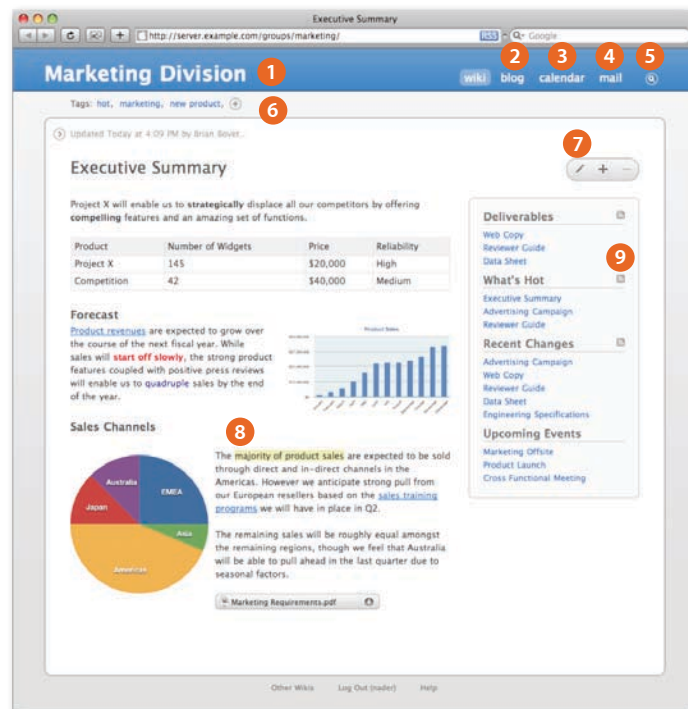 Executive Summary
http://server.example.com/groups/marketing/
RSS
Google
Marketing Division
1
wiki
blog
calendar
mail
2
3
4
5
Tags: hot, marketing, new product,
6
Updated Today at 4:09 PM by Brian Bover.
Executive Summary
7
Project X will enable us to strategically displace all our competitors by offering
compelling features and an amazing set of functions.
Product Number of Widgets Price Reliability
Project X 145 $20,000 High
Competition 42 $40,000 Medium
Forecast
Product revenues are expected to grow over
the course of the next fiscal year. While
sales will start off slowly, the strong product
features coupled with positive press reviews
will enable us to quadruple sales by the end
of the year.
Product Sales
Sales Channels
Australia
EMEA
Japan
Asia
Americas
8
The majority of product sales are expected to be sold
through direct and in-direct channels in the
Americas. However we anticipate strong pull from
our European resellers based on the sales training
programs we will have in place in Q2.
The remaining sales will be roughly equal amongst
the remaining regions, though we feel that Australia
will be able to pull ahead in the last quarter due to
seasonal factors.
Marketing Requirements.pdf
Deliverables
Web Copy
Reviewer Guide
Data Sheet
9
What's Hot
Executive Summary
Advertising Campaign
Reviewer Guide
Recent Changes
Advertising Campaign
Web Copy
Reviewer Guide
Data Sheet
Engineering Specifications
Upcoming Events
Marketing Offsite
Product Launch
Cross Functional Meeting
Other Wikis
Log Out (nader)
Help